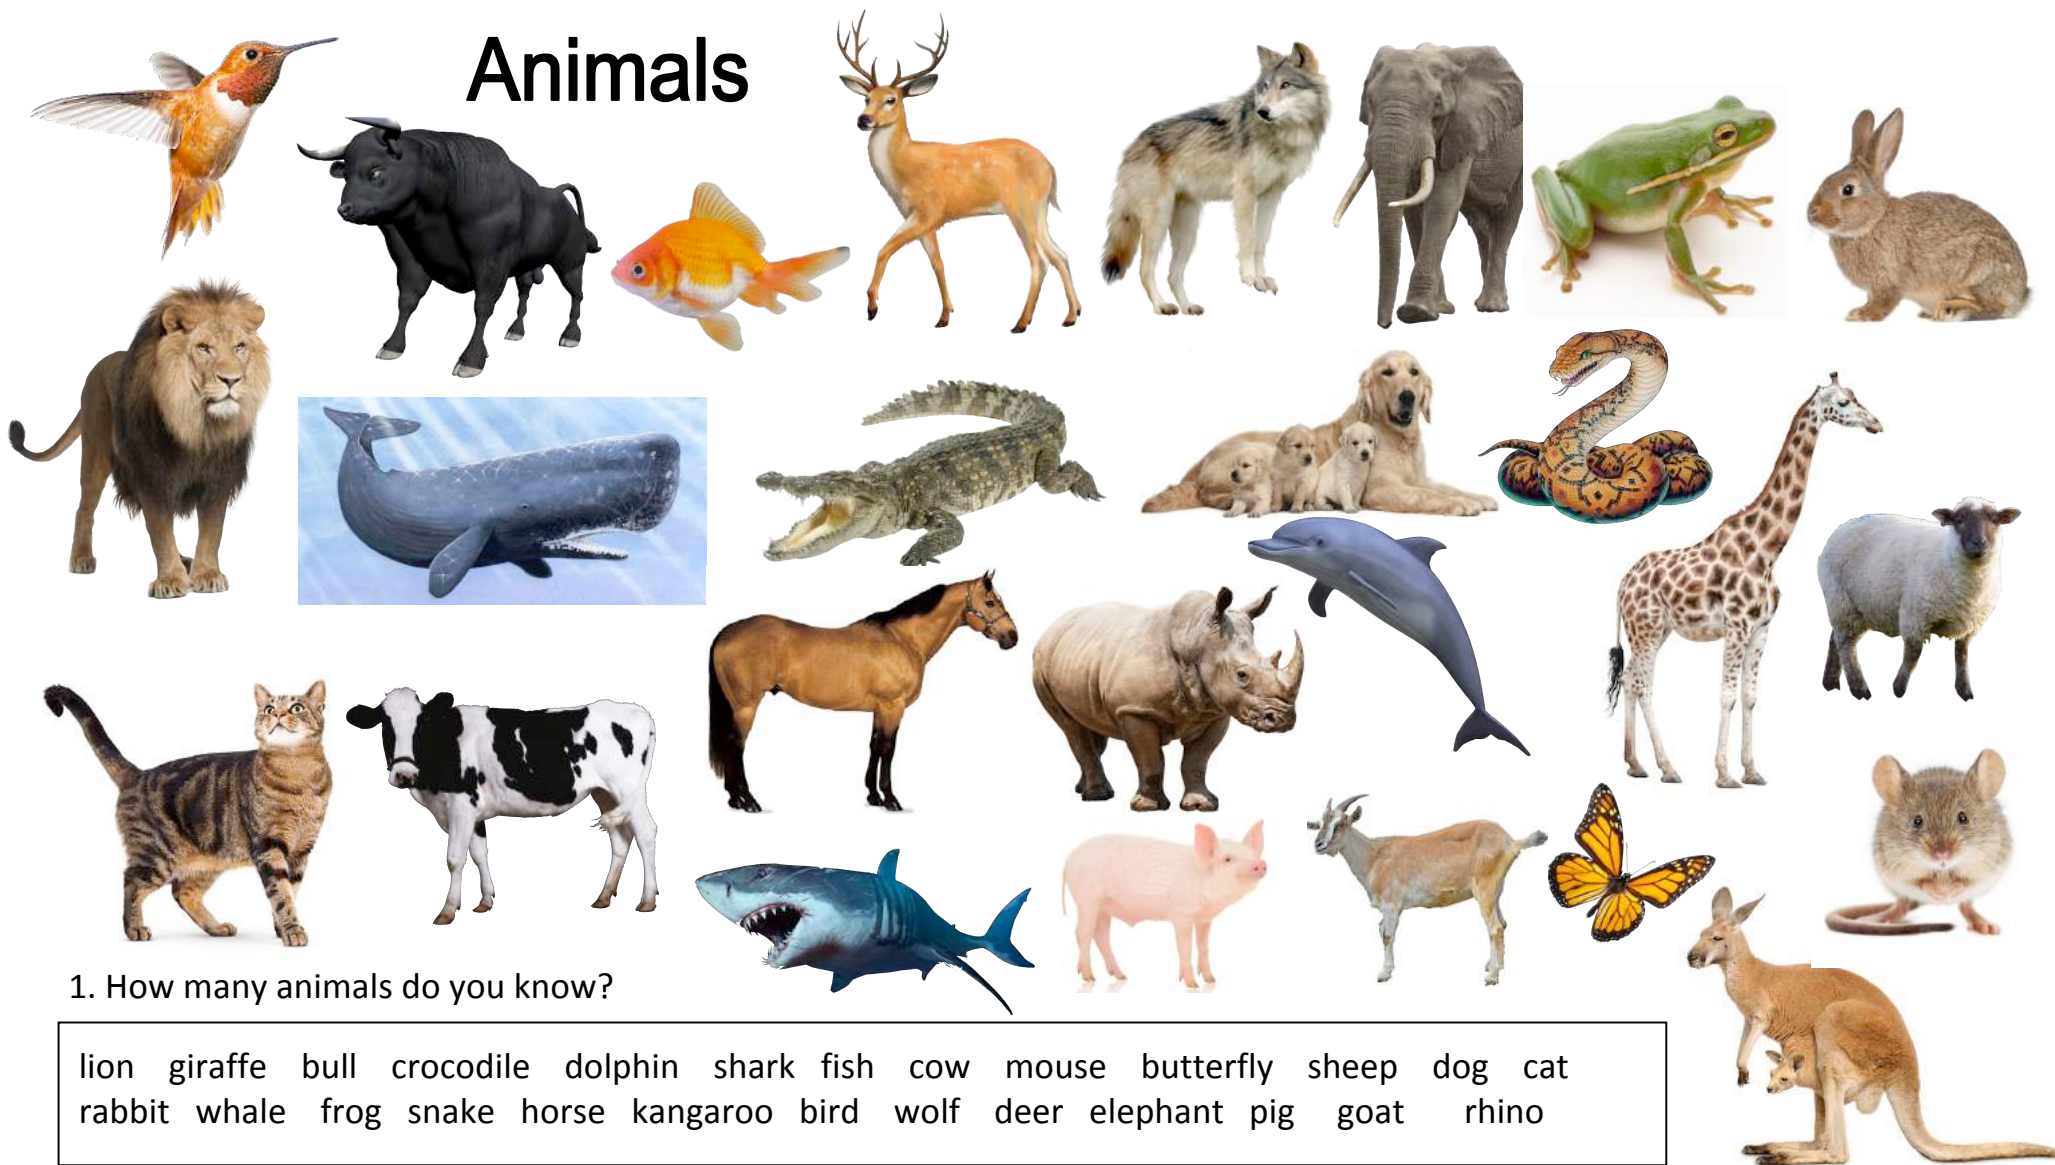 Animals
1. How many animals do you know?
lion giraffe bull crocodile dolphin shark fish cow mouse butterfly sheep dog cat
rabbit whale frog snake horse kangaroo bird wolf deer elephant pig goat rhino